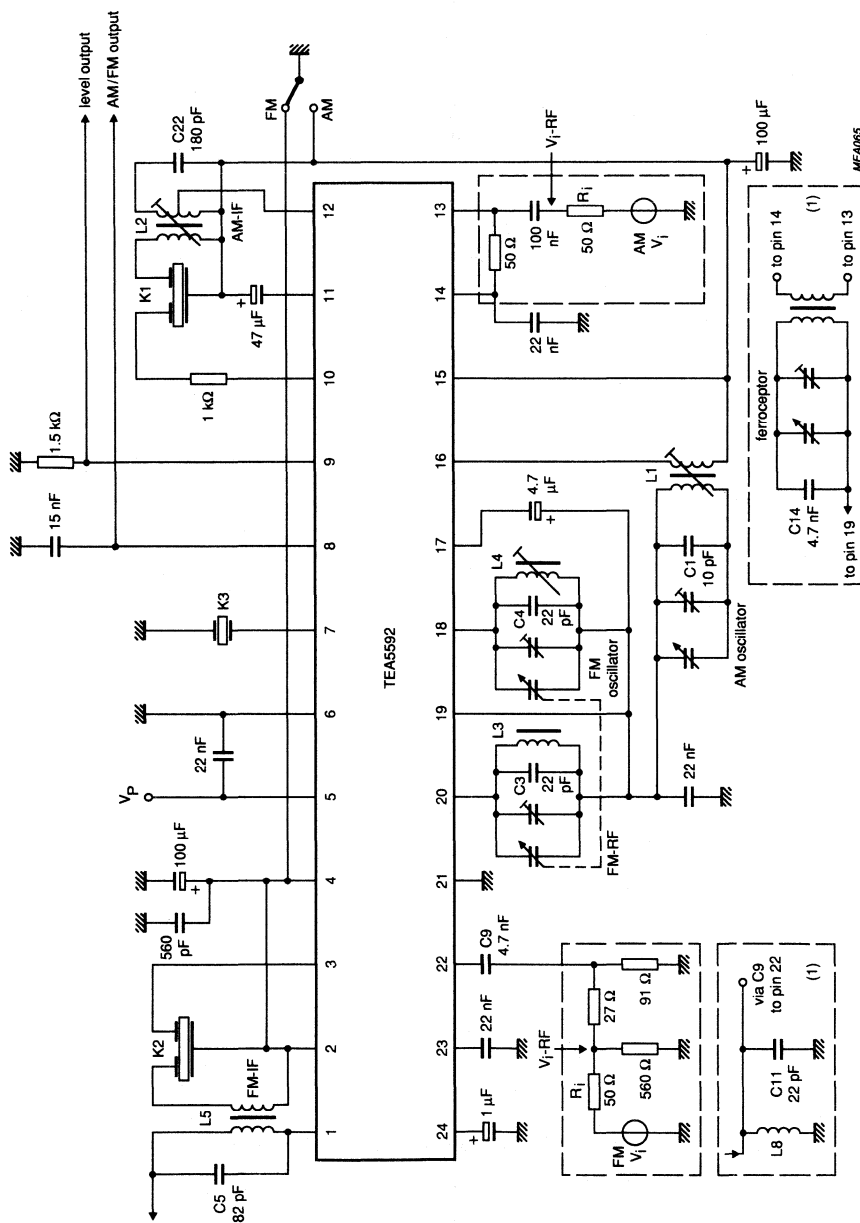 level output
AM/FM output
FM
AM
C22
180 pF
L2
AM-IF
K1
+
47 µF
1 kΩ
1.5 kΩ
15 nF
K3
22 nF
VP
100 µF
+
560
pF
K2
FM-IF
L5
C5
82 pF
1
2
3
4
5
6
7
8
9
10
11
12
TEA5592
24
23
22
21
20
19
18
17
16
15
14
13
+
1 µF
22 nF
C9
4.7 nF
Vi-RF
Ri
50 Ω
27 Ω
560 Ω
91 Ω
FM
Vi
L8
C11
22 pF
via C9
to pin 22
(1)
FM-RF
C3
22
pF
L3
FM
oscillator
C4
22
pF
L4
4.7
µF
+
22 nF
AM oscillator
C1
10 pF
L1
22
nF
50 Ω
100
nF
Vi-RF
Ri
50 Ω
AM
Vi
+
100 µF
ferroceptor
C14
4.7 nF
to pin 19
to pin 14
to pin 13
(1)
MEA065